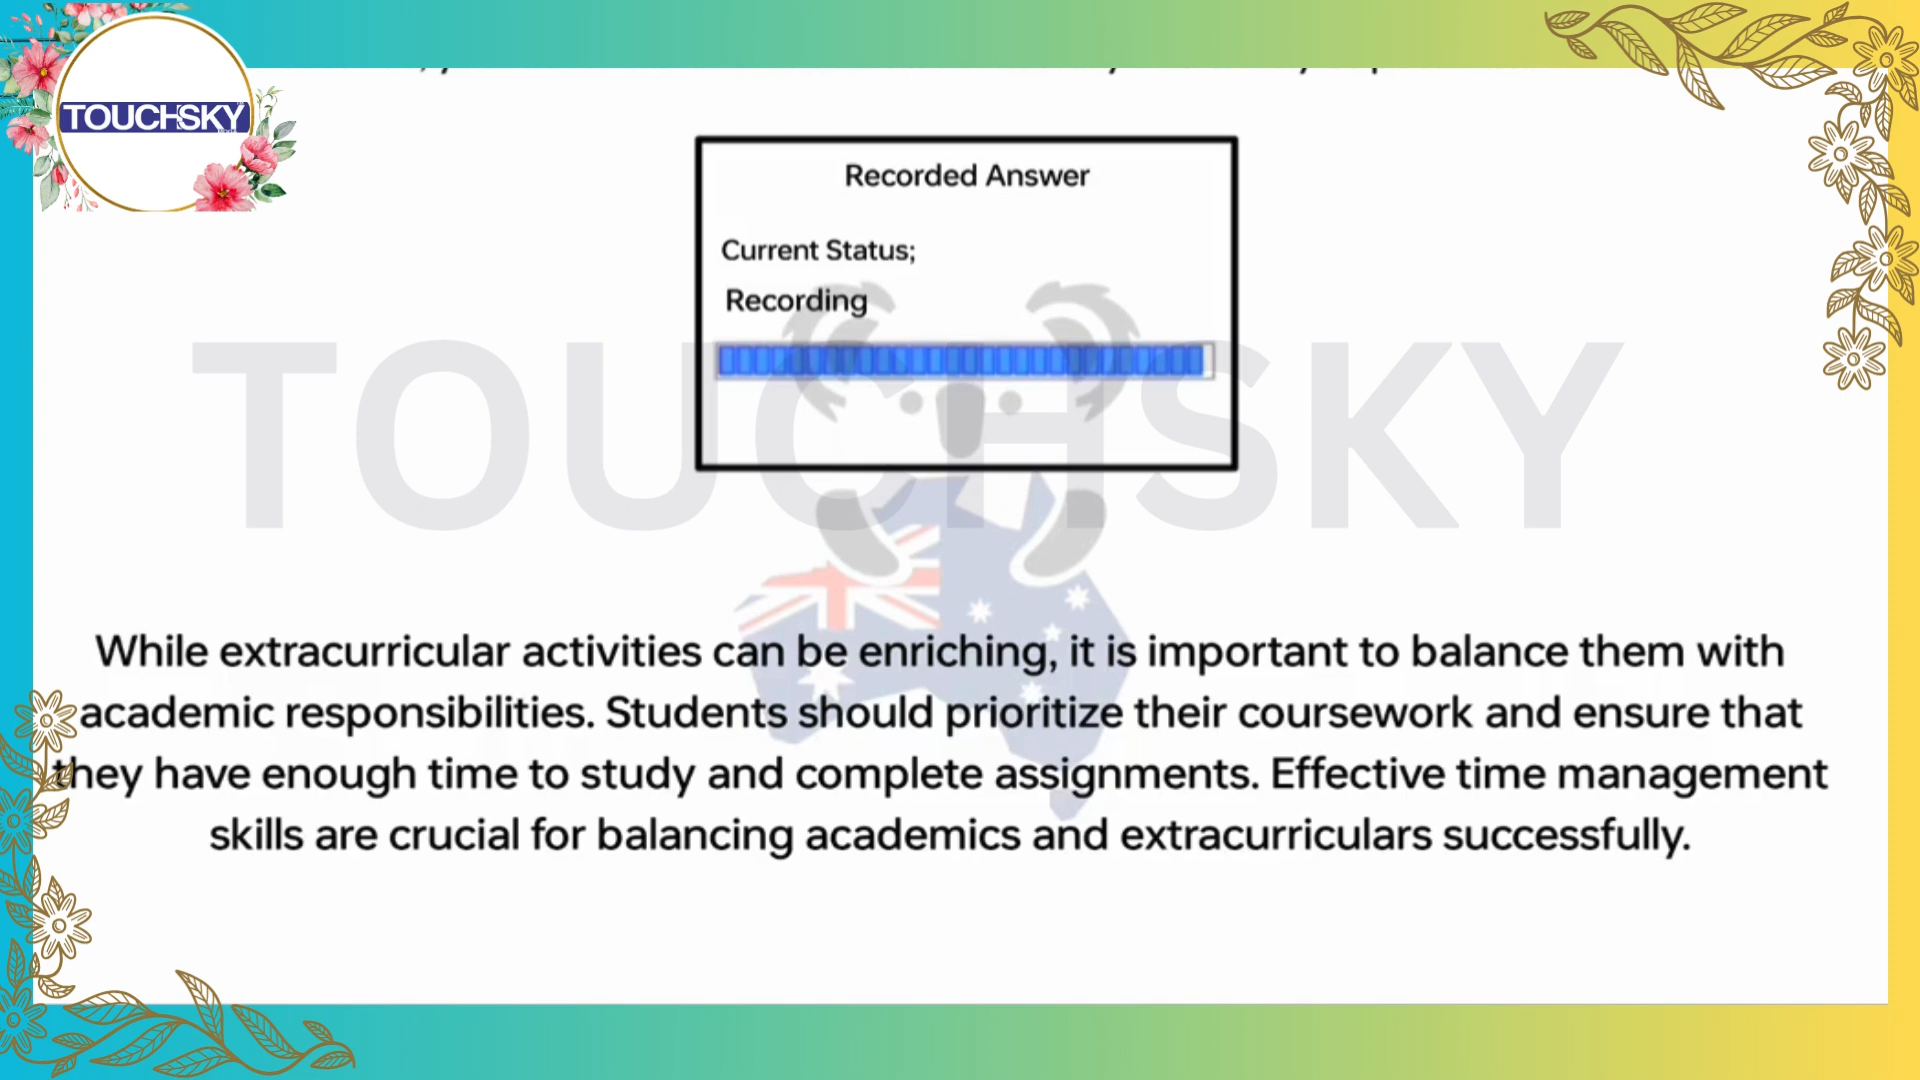 TOUCHSKY
Recorded Answer
Current Status;
Recording
TOUCHSKY
While extracurricular activities can be enriching, it is important to balance them with
academic responsibilities. Students should prioritize their coursework and ensure that
they have enough time to study and complete assignments. Effective time management
skills are crucial for balancing academics and extracurriculars successfully.